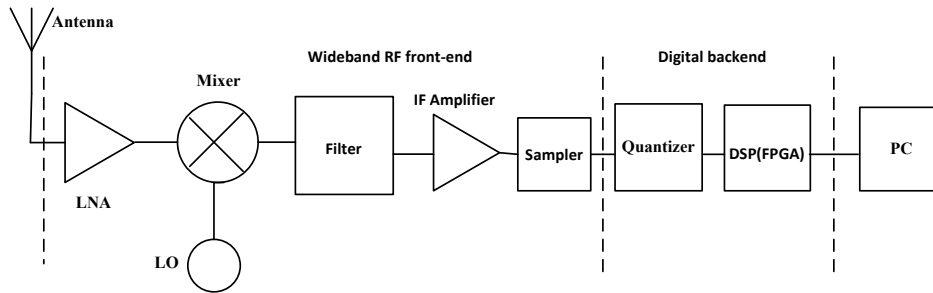 Antenna
Wideband RF front-end
Digital backend
Mixer
IF Amplifier
Filter
Sampler
Quantizer
DSP(FPGA)
PC
LNA
LO